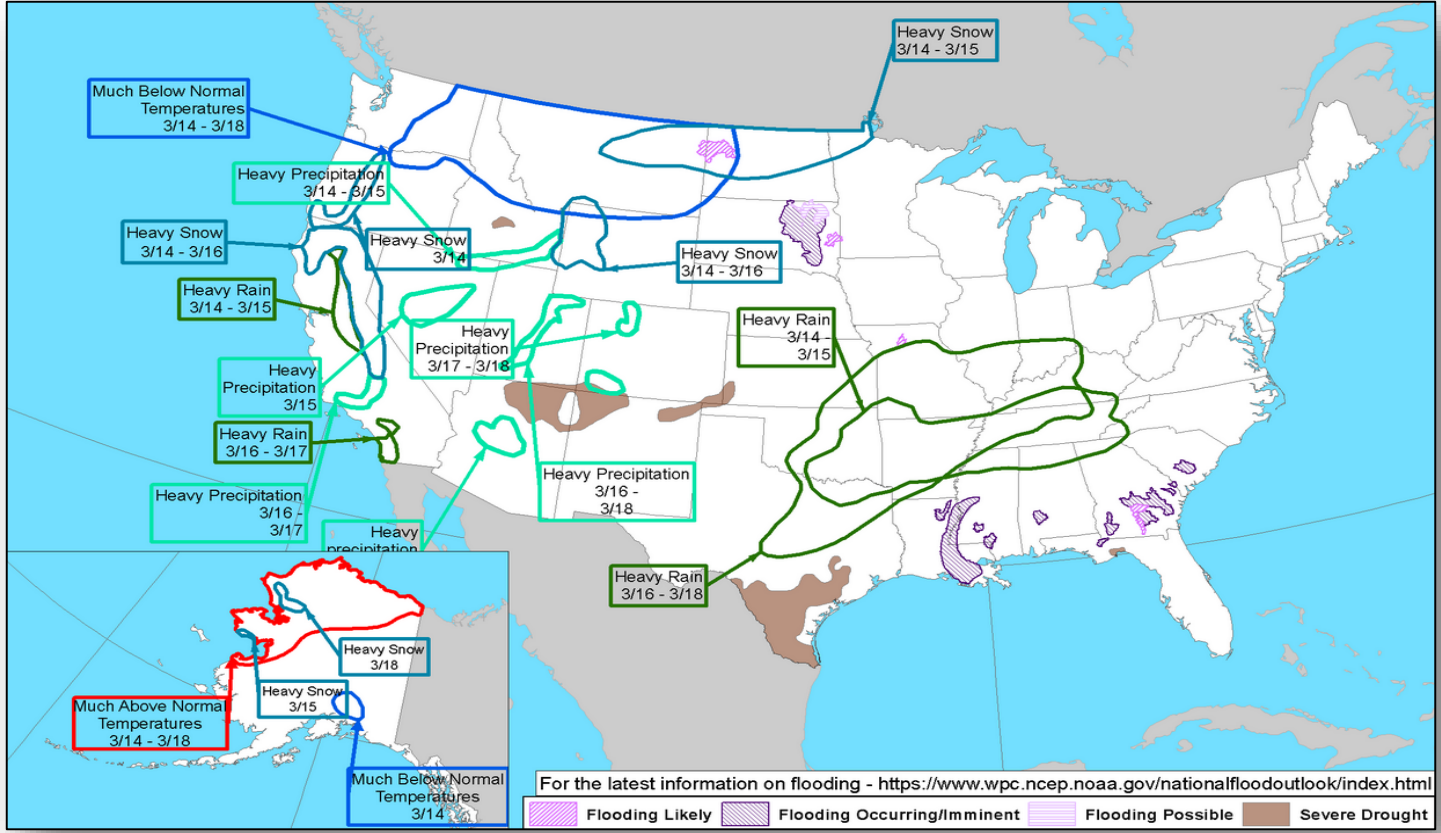 Heavy Snow
3/14 - 3/15
Much Below Normal
Temperatures
3/14 - 3/18
Heavy Precipitation
3/14 - 3/15
Heavy Snow
3/14 - 3/16
Heavy Snow
3/14
Heavy Snow
3/14 - 3/16
Heavy Rain
3/14 - 3/15
Heavy
Precipitation
3/17 - 3/18
Heavy Rain
3/14 -
3/15
Heavy
Precipitation
3/15
Heavy Rain
3/16 - 3/17
Heavy Precipitation
3/16 -
3/18
Heavy Precipitation
3/16 -
3/17
Heavy
precipitation
Heavy Rain
3/16 - 3/18
Heavy Snow
3/18
Heavy Snow
3/15
Much Above Normal
Temperatures
3/14 - 3/18
Much Below Normal
Temperatures
3/14
For the latest information on flooding - https://www.wpc.ncep.noaa.gov/nationalfloodoutlook/index.html
Flooding Likely
Flooding Occurring/Imminent
Flooding Possible
Severe Drought